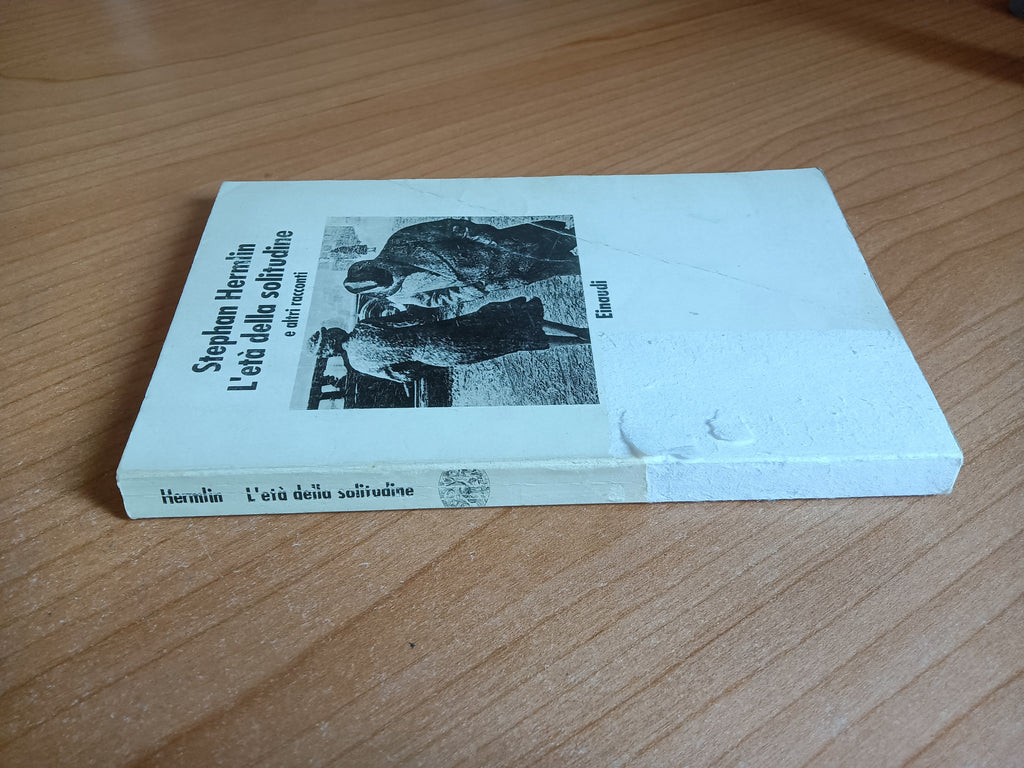 Stephan Hermlin
L'età della solitudine
e altri racconti
Einaudi
Hermlin L'età della solitudine